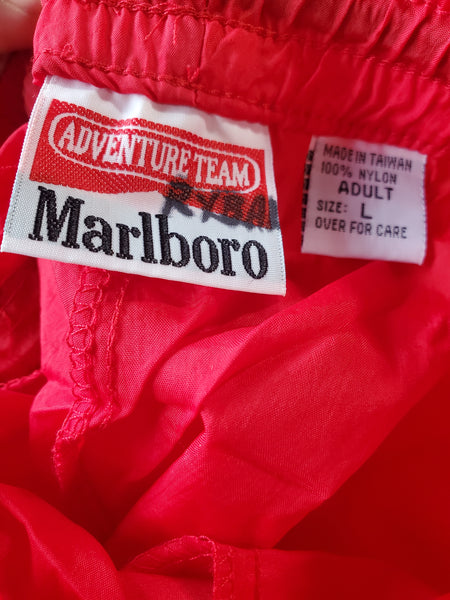 ADVENTURE TEAM
Marlboro
MADE IN TAIWAN
100% NYLON
ADULT
SIZE: L
OVER FOR CARE